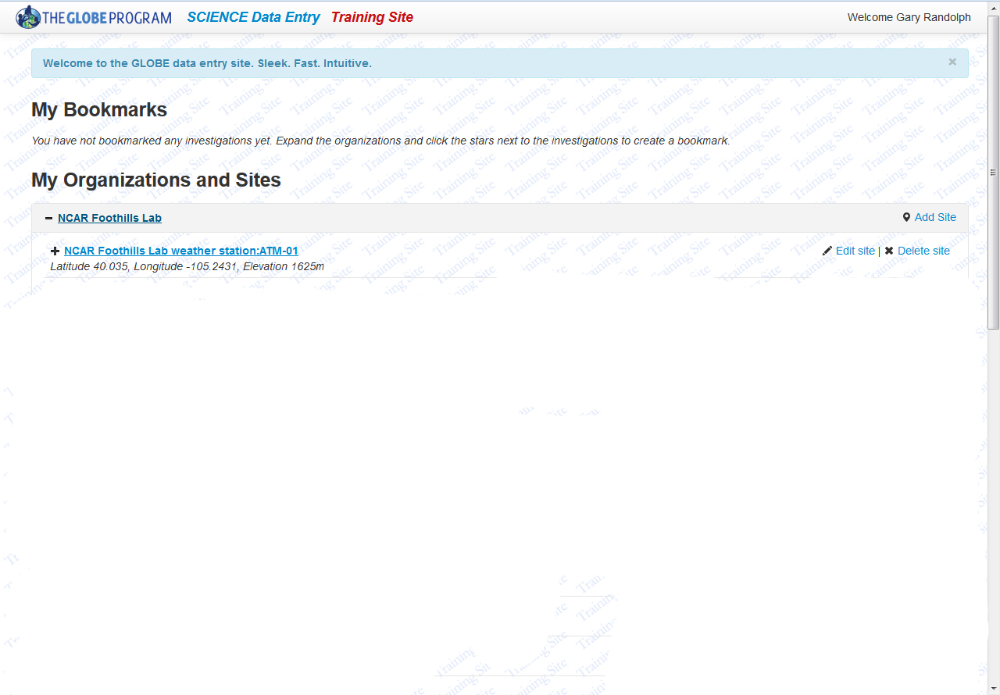 THE GLOBE PROGRAM SCIENCE Data Entry Training Site Welcome Gary Randolph
Welcome to the GLOBE data entry site. Sleek. Fast. Intuitive. ×
My Bookmarks
You have not bookmarked any investigations yet. Expand the organizations and click the stars next to the investigations to create a bookmark.
My Organizations and Sites
NCAR Foothills Lab Add Site
NCAR Foothills Lab weather station:ATM-01 Edit site | Delete site
Latitude 40.035, Longitude -105.2431, Elevation 1625m